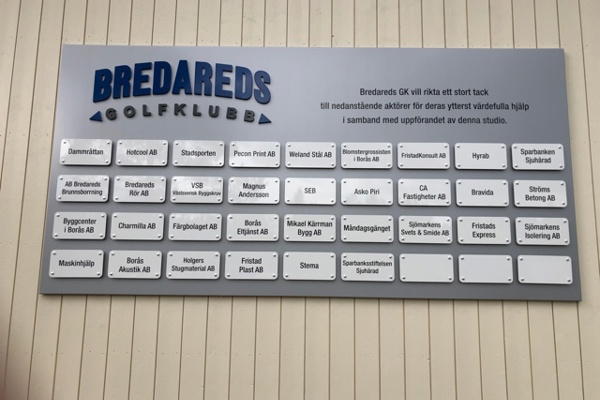 BREDAREDS
GOLFKLUBB
Bredareds GK vill rikta ett stort tack
till nedanstående aktörer för deras ytterst värdefulla hjälp
i samband med uppförandet av denna studio.
Dammråttan
Hotcool AB
Stadsporten
Pecon Print AB
Weland Stål AB
Blomstergrossisten
i Borås AB
FristadKonsult AB
Hyrab
Sparbanken
Sjuhärad
AB Bredareds
Brunnsborrning
Bredareds
Rör AB
VSB
Västsvensk Byggskruv
Magnus
Andersson
SEB
Asko Piri
CA
Fastigheter AB
Bravida
Ströms
Betong AB
Byggcenter
i Borås AB
Charmilla AB
Färgbolaget AB
Borås
Eltjänst AB
Mikael Kärrman
Bygg AB
Måndagsgänget
Sjömarkens
Svets & Smide AB
Fristads
Express
Sjömarkens
Isolering AB
Maskinhjälp
Borås
Akustik AB
Holgers
Stugmaterial AB
Fristad
Plast AB
Stema
Sparbanksstiftelsen
Sjuhärad